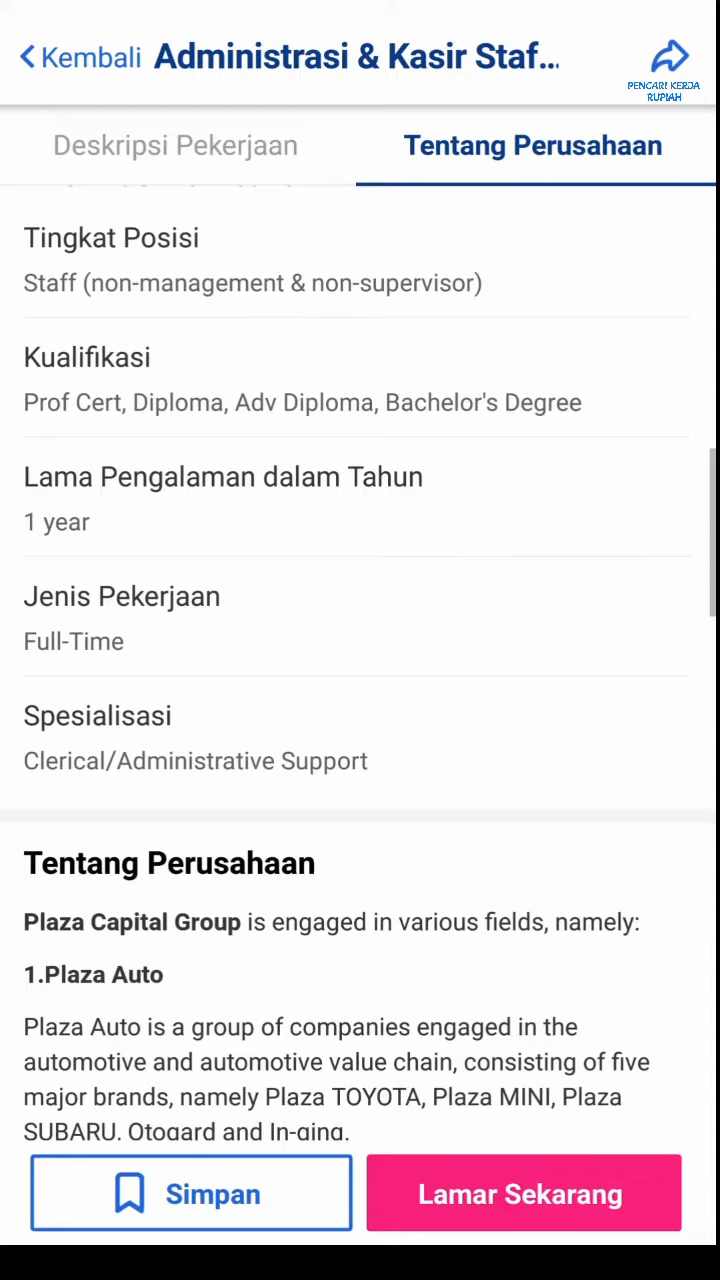 Kembali
Administrasi & Kasir Staf...
PENCARI KERJA
RUPIAH
Deskripsi Pekerjaan
Tentang Perusahaan
Tingkat Posisi
Staff (non-management & non-supervisor)
Kualifikasi
Prof Cert, Diploma, Adv Diploma, Bachelor's Degree
Lama Pengalaman dalam Tahun
1 year
Jenis Pekerjaan
Full-Time
Spesialisasi
Clerical/Administrative Support
Tentang Perusahaan
Plaza Capital Group is engaged in various fields, namely:
1.Plaza Auto
Plaza Auto is a group of companies engaged in the
automotive and automotive value chain, consisting of five
major brands, namely Plaza TOYOTA, Plaza MINI, Plaza
SUBARU. Otogard and In-ging.
Simpan
Lamar Sekarang